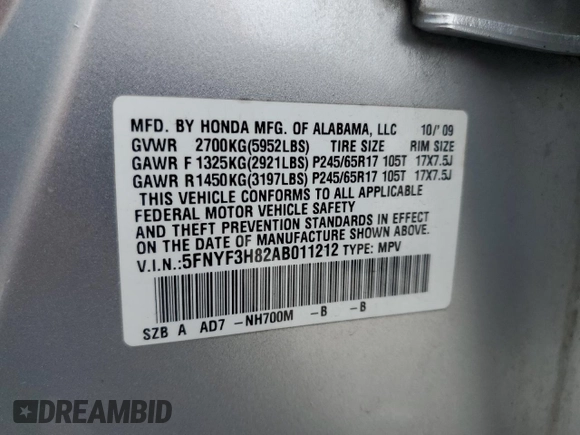 MFD. BY HONDA MFG. OF ALABAMA, LLC 10/'09
GVWR 2700KG(5952LBS) TIRE SIZE RIM SIZE
GAWR F 1325KG(2921LBS) P245/65R17 105T 17X7.5J
GAWR R1450KG(3197LBS) P245/65R17 105T 17X7.5J
THIS VEHICLE CONFORMS TO ALL APPLICABLE
FEDERAL MOTOR VEHICLE SAFETY
AND THEFT PREVENTION STANDARDS IN EFFECT
ON THE DATE OF MANUFACTURE SHOWN ABOVE.
V.I.N.:5FNYF3H82AB011212 TYPE: MPV
SZB A AD7 -NH700M -B -B
DREAMBID